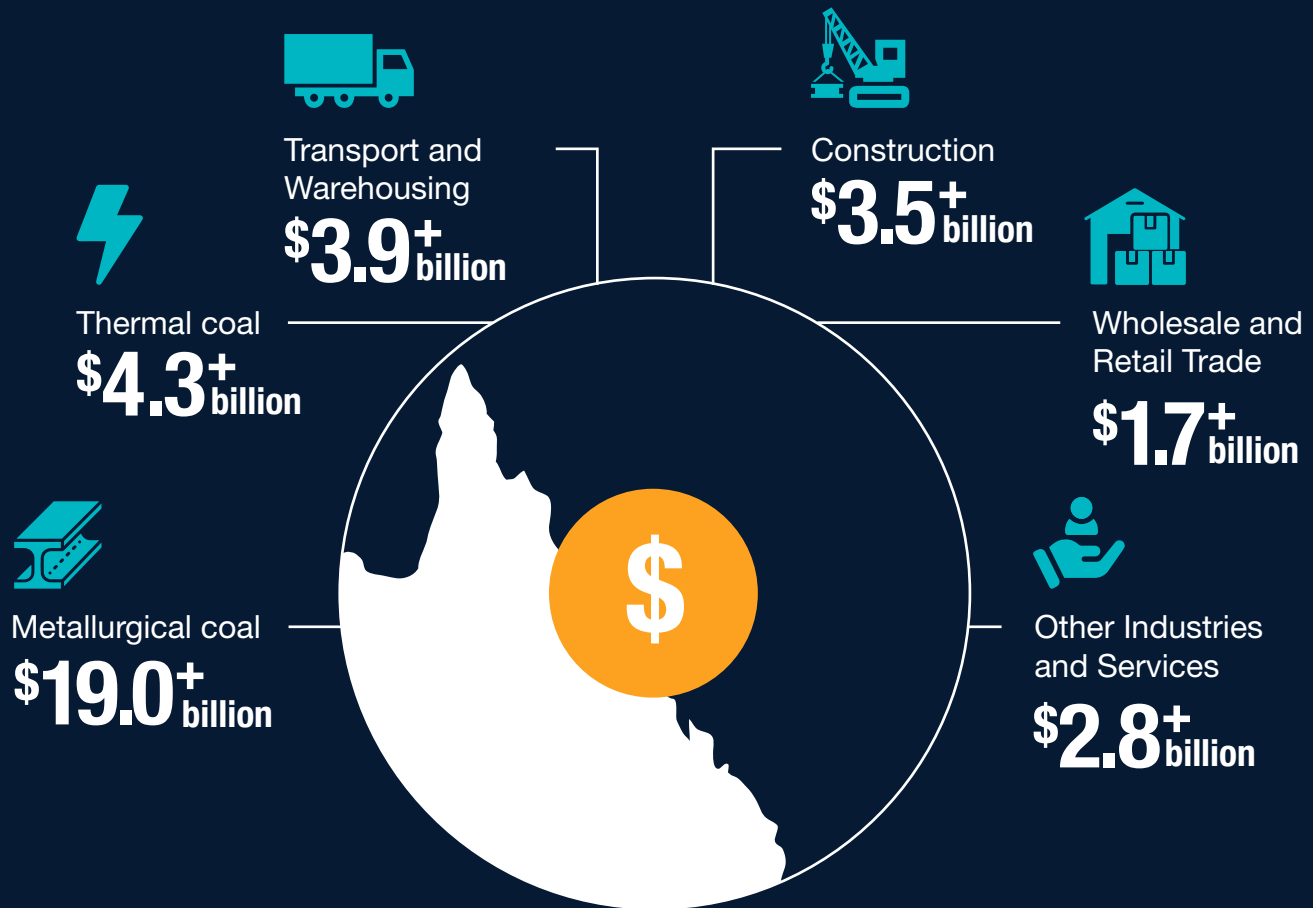 Transport and
Warehousing
$3.9+ billion
Construction
$3.5+ billion
Thermal coal
$4.3+ billion
Wholesale and
Retail Trade
$1.7+ billion
Metallurgical coal
$19.0+ billion
$
Other Industries
and Services
$2.8+ billion